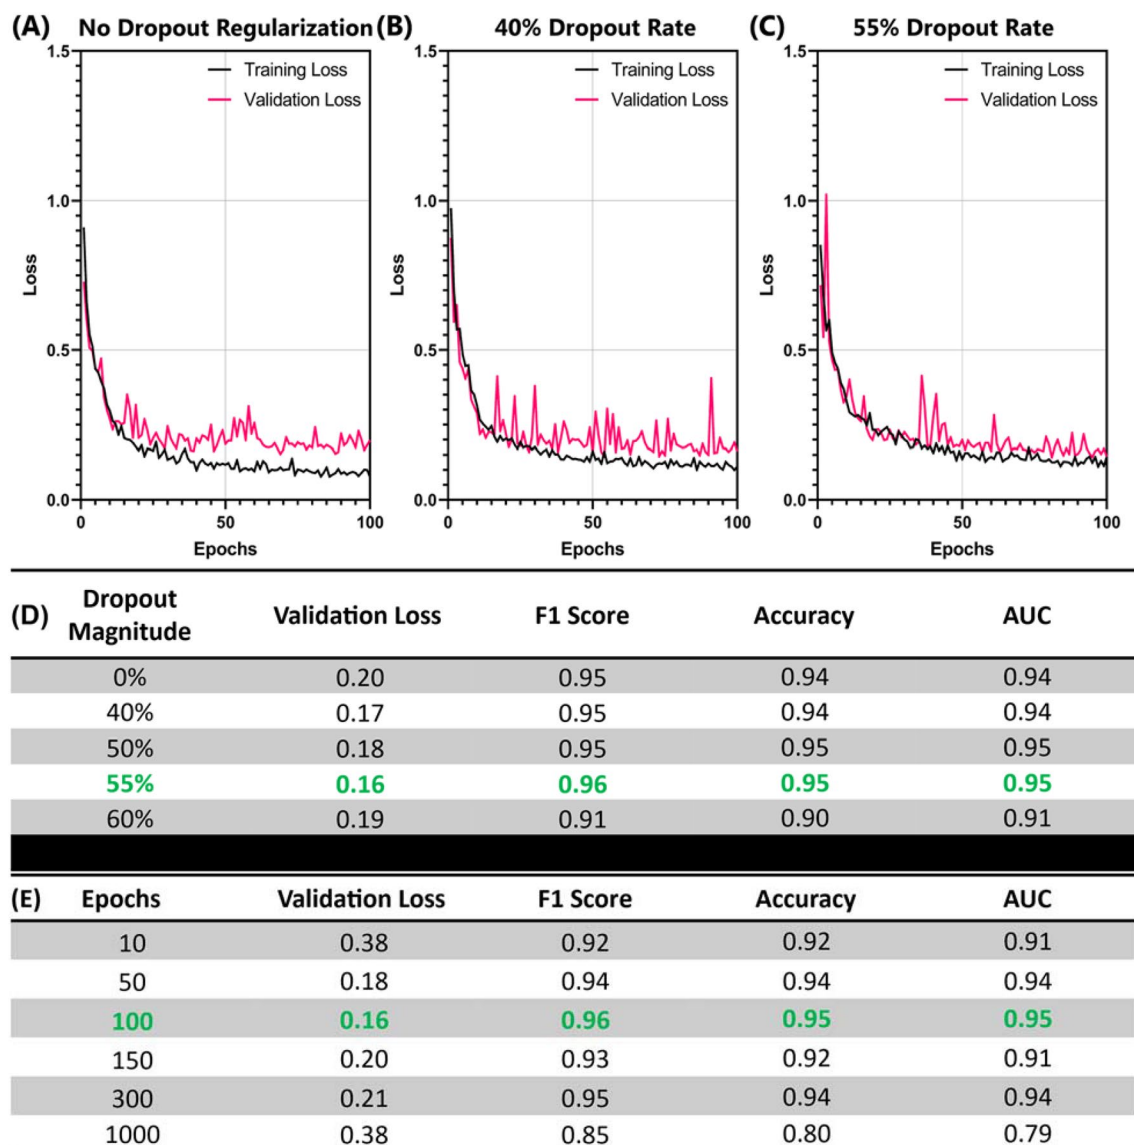 (A) No Dropout Regularization
1.5
Training Loss
Validation Loss
1.0
Loss
0.5
0.0
0 50 100
Epochs
(B) 40% Dropout Rate
Training Loss
Validation Loss
Loss
0 50 100
Epochs
(C) 55% Dropout Rate
1.5
Training Loss
Validation Loss
1.0
Loss
0.5
0.0
0 50 100
Epochs
(D) Dropout Magnitude Validation Loss F1 Score Accuracy AUC
0% 0.20 0.95 0.94 0.94
40% 0.17 0.95 0.94 0.94
50% 0.18 0.95 0.95 0.95
55% 0.16 0.96 0.95 0.95
60% 0.19 0.91 0.90 0.91
(E) Epochs Validation Loss F1 Score Accuracy AUC
10 0.38 0.92 0.92 0.91
50 0.18 0.94 0.94 0.94
100 0.16 0.96 0.95 0.95
150 0.20 0.93 0.92 0.91
300 0.21 0.95 0.94 0.94
1000 0.38 0.85 0.80 0.79